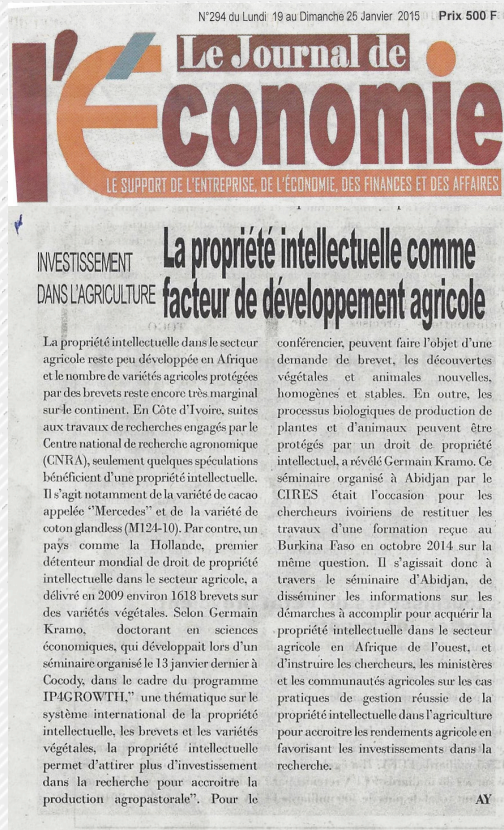 N°294 du Lundi 19 au Dimanche 25 Janvier 2015 Prix 500 F
Le Journal de
l'Économie
LE SUPPORT DE L'ENTREPRISE, DE L'ÉCONOMIE, DES FINANCES ET DES AFFAIRES
INVESTISSEMENT
DANS L'AGRICULTURE
La propriété intellectuelle comme
facteur de développement agricole
La propriété intellectuelle dans le secteur
agricole reste peu développée en Afrique
et le nombre de variétés agricoles protégées
par des brevets reste encore très marginal
sur le continent. En Côte d'Ivoire, suites
aux travaux de recherches engagés par le
Centre national de recherche agronomique
(CNRA), seulement quelques spéculations
bénéficient d'une propriété intellectuelle.
Il s'agit notamment de la variété de cacao
appelée ''Mercedes'' et de la variété de
coton glandless (M124-10). Par contre, un
pays comme la Hollande, premier
détenteur mondial de droit de propriété
intellectuelle dans le secteur agricole, a
délivré en 2009 environ 1618 brevets sur
des variétés végétales. Selon Germain
Kramo, doctorant en sciences
économiques, qui développait lors d'un
séminaire organisé le 13 janvier dernier à
Cocody, dans le cadre du programme
IP4GROWTH,'' une thématique sur le
système international de la propriété
intellectuelle, les brevets et les variétés
végétales, la propriété intellectuelle
permet d'attirer plus d'investissement
dans la recherche pour accroitre la
production agropastorale''. Pour le
conférencier, peuvent faire l'objet d'une
demande de brevet, les découvertes
végétales et animales nouvelles,
homogènes et stables. En outre, les
processus biologiques de production de
plantes et d'animaux peuvent être
protégés par un droit de propriété
intellectuel, a révélé Germain Kramo. Ce
séminaire organisé à Abidjan par le
CIRES était l'occasion pour les
chercheurs ivoiriens de restituer les
travaux d'une formation reçue au
Burkina Faso en octobre 2014 sur la
même question. Il s'agissait donc à
travers le séminaire d'Abidjan, de
disséminer les informations sur les
démarches à accomplir pour acquérir la
propriété intellectuelle dans le secteur
agricole en Afrique de l'ouest, et
d'instruire les chercheurs, les ministères
et les communautés agricoles sur les cas
pratiques de gestion réussie de la
propriété intellectuelle dans l'agriculture
pour accroitre les rendements agricole en
favorisant les investissements dans la
recherche.
AY